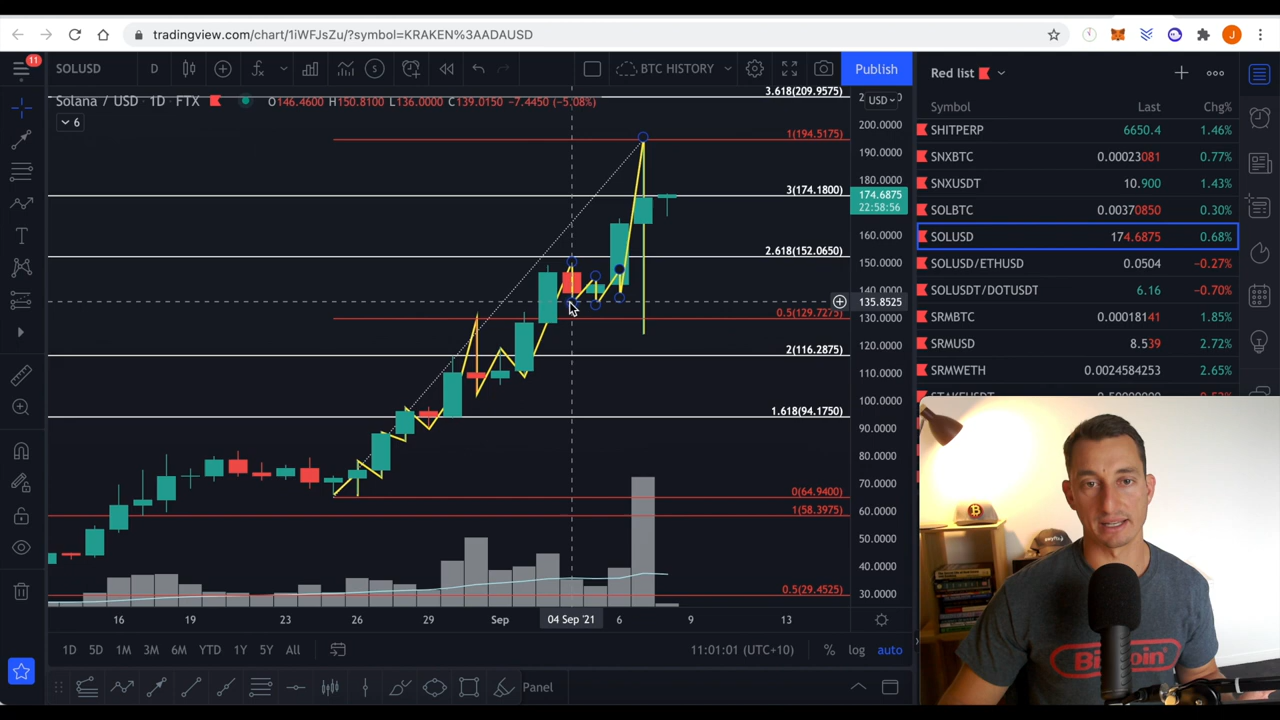 tradingview.com/chart/1iWFJsZu/?symbol=KRAKEN%3AADAUSD
J
11
SOLUSD
D
BTC HISTORY
Publish
Red list
Solana / USD 1D FTX
O146.4600 H150.8100 L136.0000 C139.0150 -7.4450 (-5.08%)
6
USD
3.618(209.9575)
1(194.5175)
3(174.1800)
2.618(152.0650)
0.5(129.7275)
2(116.2875)
1.618(94.1750)
0(64.9400)
1(58.3975)
0.5(29.4525)
200.0000
190.0000
180.0000
174.6875
22:58:56
160.0000
150.0000
140.0000
135.8525
130.0000
120.0000
110.0000
100.0000
90.0000
80.0000
70.0000
60.0000
50.0000
40.0000
30.0000
16 19 23 26 29 Sep 04 Sep '21 6 9 13
1D 5D 1M 3M 6M YTD 1Y 5Y All
11:01:01 (UTC+10) % log auto
Panel
Symbol Last Chg%
SHITPERP 6650.4 1.46%
SNXBTC 0.00023081 0.77%
SNXUSDT 10.900 1.43%
SOLBTC 0.00370850 0.30%
SOLUSD 174.6875 0.68%
SOLUSD/ETHUSD 0.0504 -0.27%
SOLUSDT/DOTUSDT 6.16 -0.70%
SRMBTC 0.00018141 1.85%
SRMUSD 8.539 2.72%
SRMWETH 0.0024584253 2.65%
Bitcoin